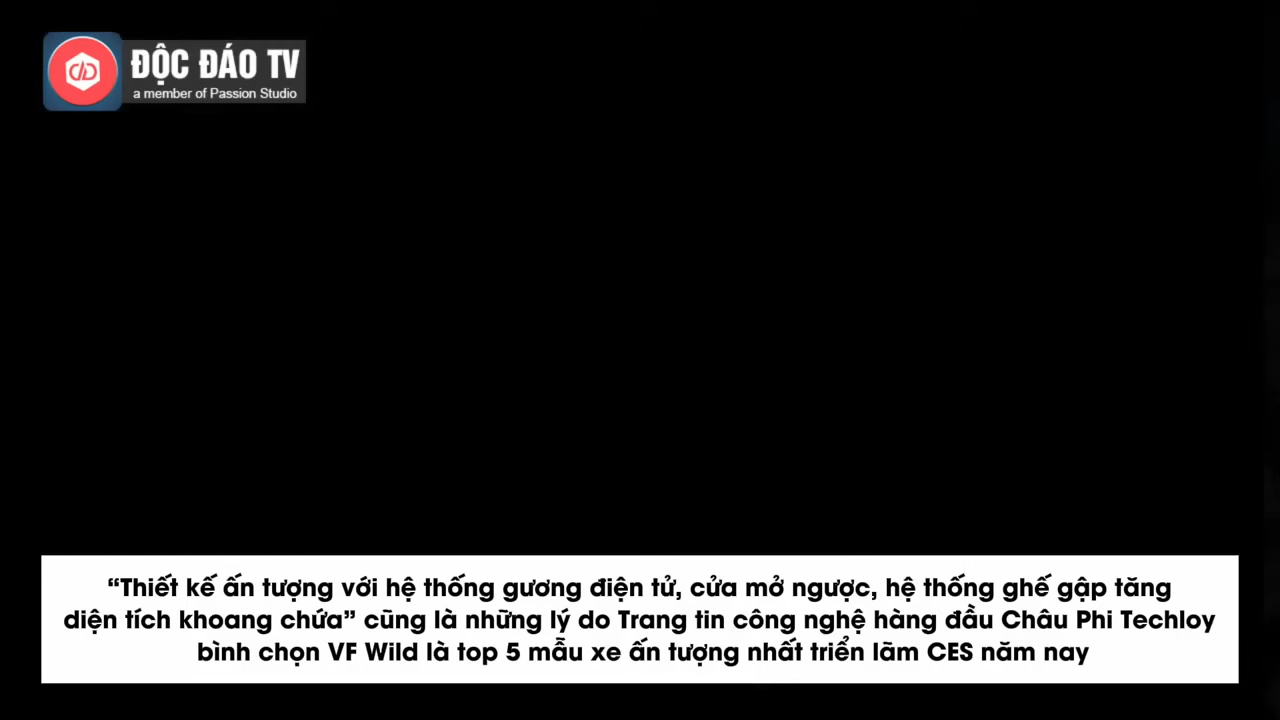 ĐỘC ĐÁO TV
a member of Passion Studio
“Thiết kế ấn tượng với hệ thống gương điện tử, cửa mở ngược, hệ thống ghế gập tăng
diện tích khoang chứa” cũng là những lý do Trang tin công nghệ hàng đầu Châu Phi Techloy
bình chọn VF Wild là top 5 mẫu xe ấn tượng nhất triển lãm CES năm nay